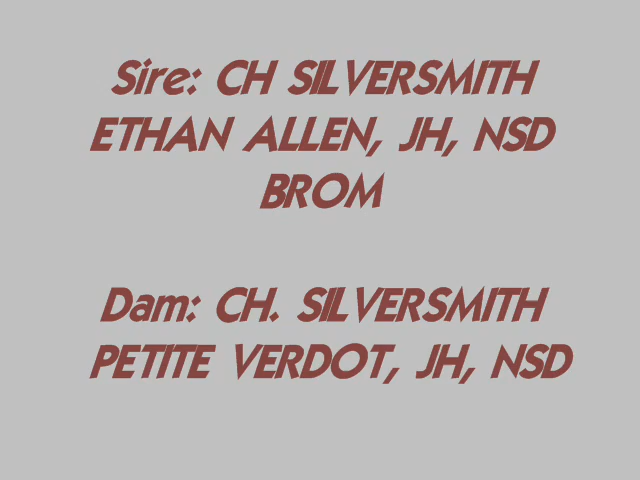 Sire: CH SILVERSMITH
ETHAN ALLEN, JH, NSD
BROM
Dam: CH. SILVERSMITH
PETITE VERDOT, JH, NSD